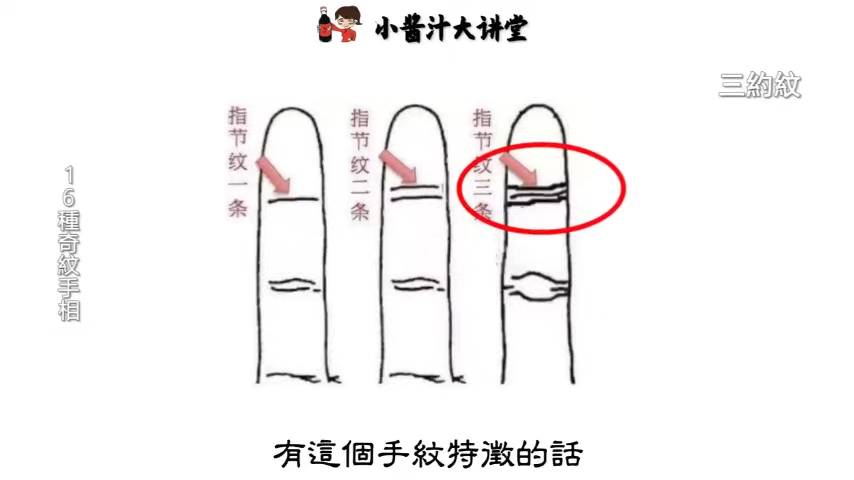 小酱汁大讲堂
三約紋
16種奇紋手相
指节纹一条
指节纹二条
指节纹三条
有這個手紋特徵的話